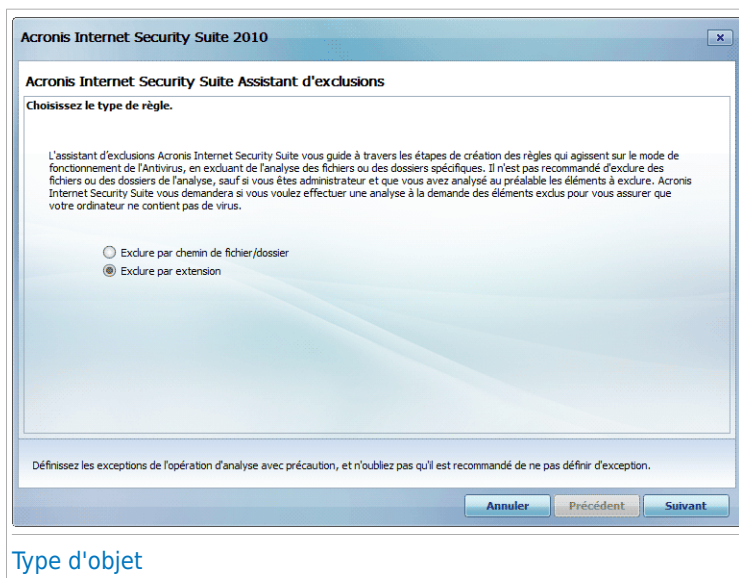 Acronis Internet Security Suite 2010
x
Acronis Internet Security Suite Assistant d'exclusions
Choisissez le type de règle.
L'assistant d'exclusions Acronis Internet Security Suite vous guide à travers les étapes de création des règles qui agissent sur le mode de
fonctionnement de l'Antivirus, en excluant de l'analyse des fichiers ou des dossiers spécifiques. Il n'est pas recommandé d'exclure des
fichiers ou des dossiers de l'analyse, sauf si vous êtes administrateur et que vous avez analysé au préalable les éléments à exclure. Acronis
Internet Security Suite vous demandera si vous voulez effectuer une analyse à la demande des éléments exclus pour vous assurer que
votre ordinateur ne contient pas de virus.
Exclure par chemin de fichier/dossier
Exclure par extension
Définissez les exceptions de l'opération d'analyse avec précaution, et n'oubliez pas qu'il est recommandé de ne pas définir d'exception.
Annuler Précédent Suivant
Type d'objet